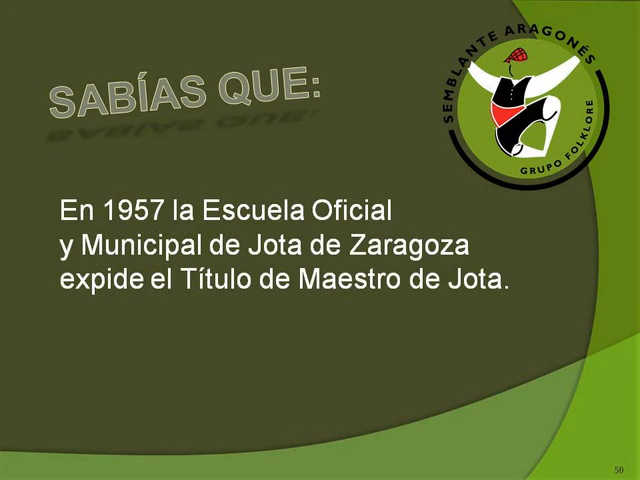 SABÍAS QUE:
SEMBLANTE ARAGONÉS
GRUPO FOLKLORE
En 1957 la Escuela Oficial
y Municipal de Jota de Zaragoza
expide el Título de Maestro de Jota.
50